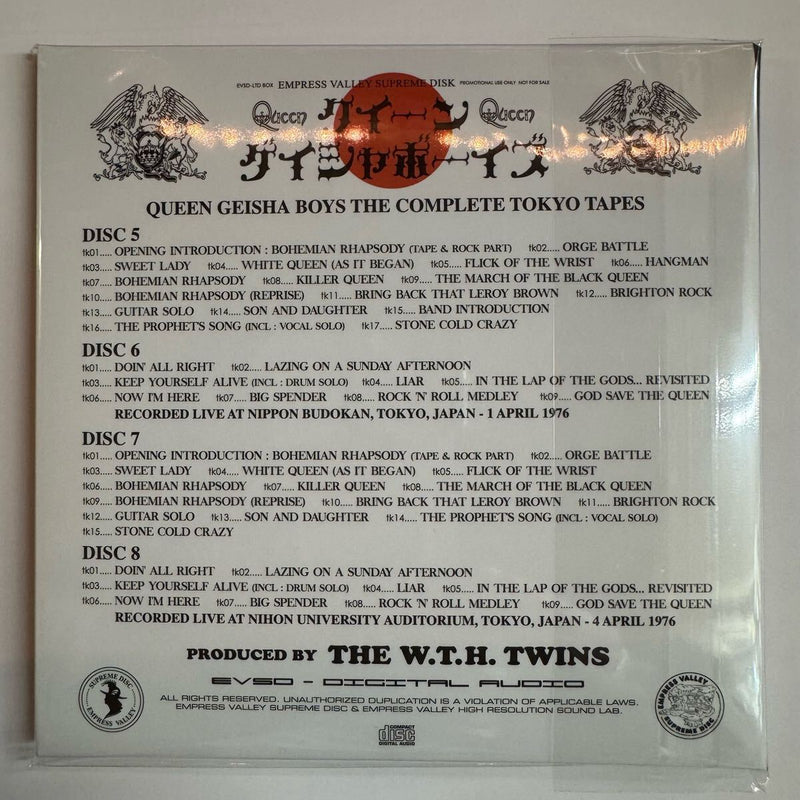 EVSD-LTD BOX EMPRESS VALLEY SUPREME DISK PROMOTIONAL USE ONLY NOT FOR SALE
Queen クイーン Queen
ゲイシャボーイズ
QUEEN GEISHA BOYS THE COMPLETE TOKYO TAPES
DISC 5
tk01..... OPENING INTRODUCTION : BOHEMIAN RHAPSODY (TAPE & ROCK PART) tk02..... ORGE BATTLE
tk03..... SWEET LADY tk04..... WHITE QUEEN (AS IT BEGAN) tk05..... FLICK OF THE WRIST tk06..... HANGMAN
tk07..... BOHEMIAN RHAPSODY tk08..... KILLER QUEEN tk09..... THE MARCH OF THE BLACK QUEEN
tk10..... BOHEMIAN RHAPSODY (REPRISE) tk11..... BRING BACK THAT LEROY BROWN tk12..... BRIGHTON ROCK
tk13..... GUITAR SOLO tk14..... SON AND DAUGHTER tk15..... BAND INTRODUCTION
tk16..... THE PROPHET'S SONG (INCL : VOCAL SOLO) tk17..... STONE COLD CRAZY
DISC 6
tk01..... DOIN' ALL RIGHT tk02..... LAZING ON A SUNDAY AFTERNOON
tk03..... KEEP YOURSELF ALIVE (INCL : DRUM SOLO) tk04..... LIAR tk05..... IN THE LAP OF THE GODS... REVISITED
tk06..... NOW I'M HERE tk07..... BIG SPENDER tk08..... ROCK 'N' ROLL MEDLEY tk09..... GOD SAVE THE QUEEN
RECORDED LIVE AT NIPPON BUDOKAN, TOKYO, JAPAN - 1 APRIL 1976
DISC 7
tk01..... OPENING INTRODUCTION : BOHEMIAN RHAPSODY (TAPE & ROCK PART) tk02..... ORGE BATTLE
tk03..... SWEET LADY tk04..... WHITE QUEEN (AS IT BEGAN) tk05..... FLICK OF THE WRIST
tk06..... BOHEMIAN RHAPSODY tk07..... KILLER QUEEN tk08..... THE MARCH OF THE BLACK QUEEN
tk09..... BOHEMIAN RHAPSODY (REPRISE) tk10..... BRING BACK THAT LEROY BROWN tk11..... BRIGHTON ROCK
tk12..... GUITAR SOLO tk13..... SON AND DAUGHTER tk14..... THE PROPHET'S SONG (INCL : VOCAL SOLO)
tk15..... STONE COLD CRAZY
DISC 8
tk01..... DOIN' ALL RIGHT tk02..... LAZING ON A SUNDAY AFTERNOON
tk03..... KEEP YOURSELF ALIVE (INCL : DRUM SOLO) tk04..... LIAR tk05..... IN THE LAP OF THE GODS... REVISITED
tk06..... NOW I'M HERE tk07..... BIG SPENDER tk08..... ROCK 'N' ROLL MEDLEY tk09..... GOD SAVE THE QUEEN
RECORDED LIVE AT NIHON UNIVERSITY AUDITORIUM, TOKYO, JAPAN - 4 APRIL 1976
PRODUCED BY THE W.T.H. TWINS
EVSD - DIGITAL AUDIO
ALL RIGHTS RESERVED. UNAUTHORIZED DUPLICATION IS A VIOLATION OF APPLICABLE LAWS.
EMPRESS VALLEY SUPREME DISC & EMPRESS VALLEY HIGH RESOLUTION SOUND LAB.
SUPREME DISC
EMPRESS VALLEY
EMPRESS VALLEY
SUPREME DISC
COMPACT
disc
DIGITAL AUDIO